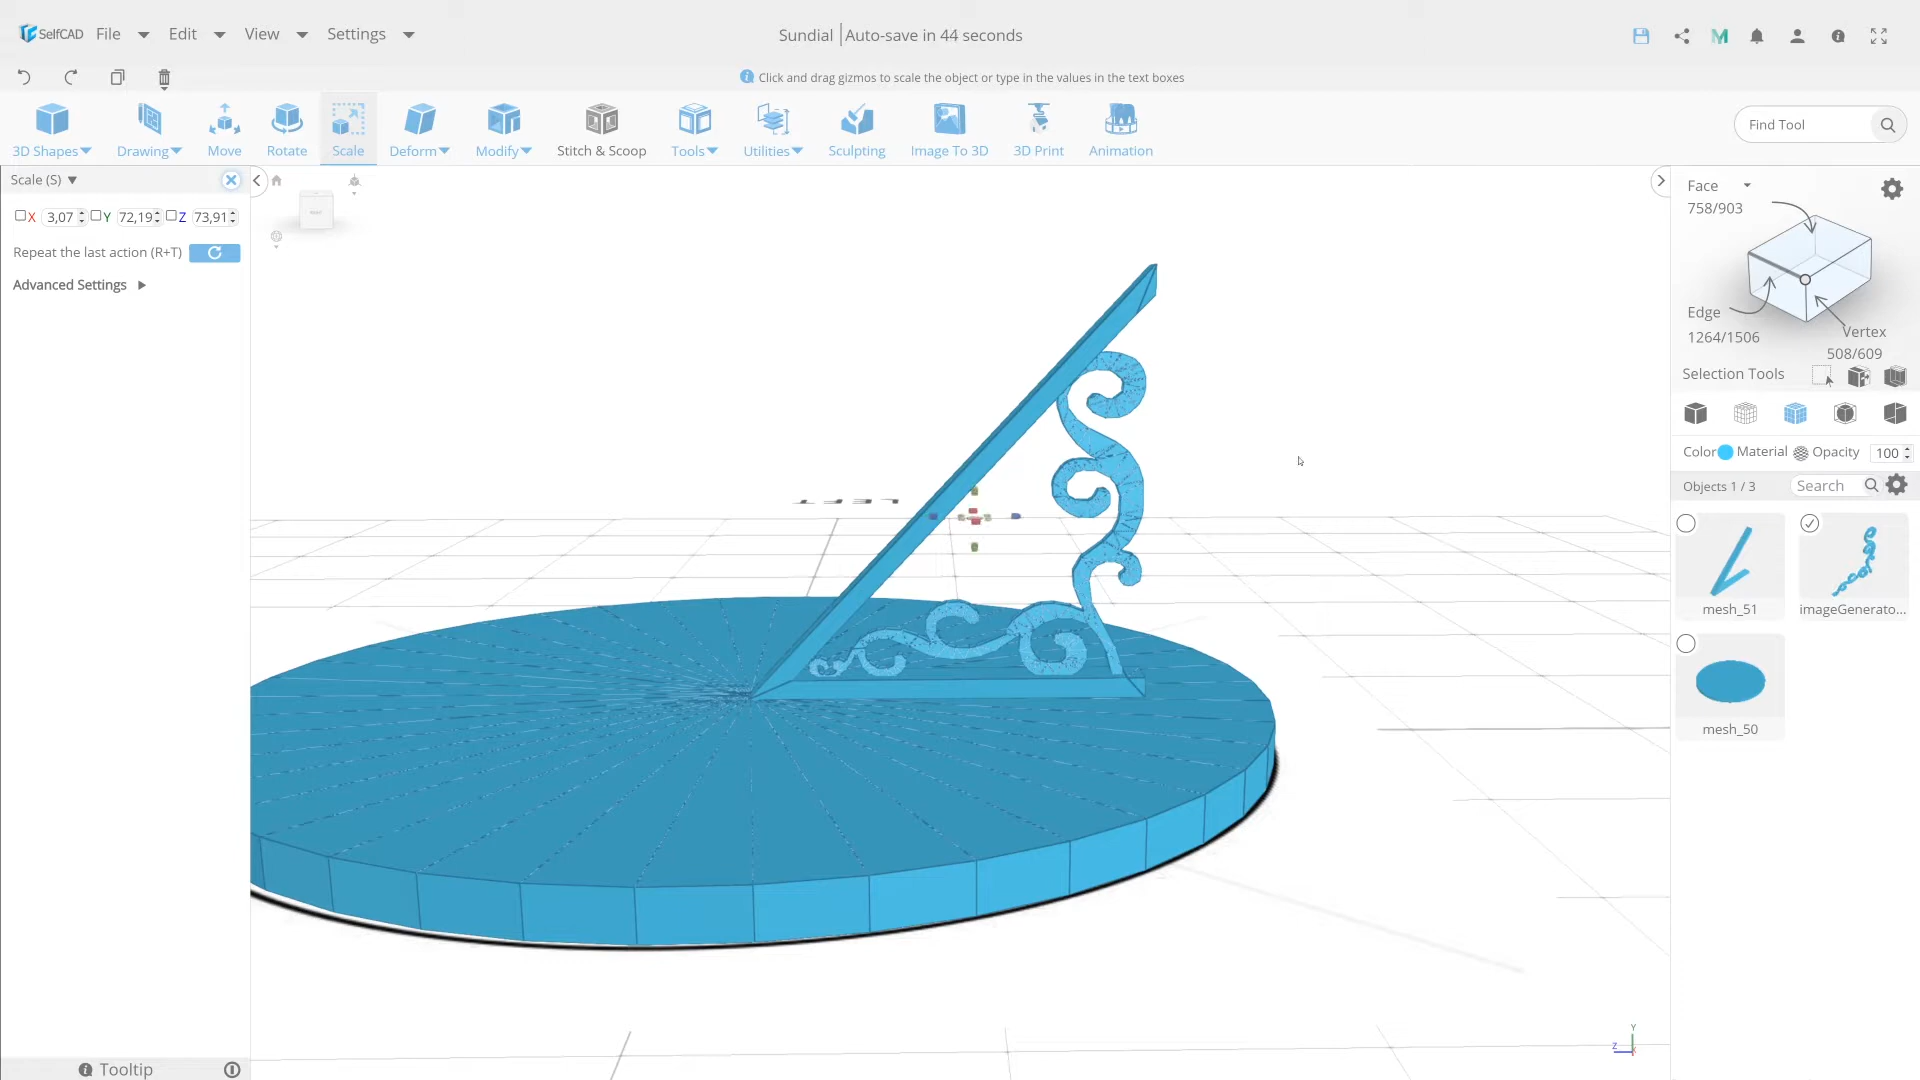 SelfCAD File Edit View Settings
Sundial Auto-save in 44 seconds
Click and drag gizmos to scale the object or type in the values in the text boxes
3D Shapes Drawing Move Rotate Scale Deform Modify Stitch & Scoop Tools Utilities Sculpting Image To 3D 3D Print Animation
Find Tool
Scale (S)
X 3,07 Y 72,19 Z 73,91
Repeat the last action (R+T)
Advanced Settings
Face
758/903
Edge
1264/1506
Vertex
508/609
Selection Tools
Color Material Opacity 100
Objects 1 / 3 Search
mesh_51 imageGenerato...
mesh_50
Y
Z
Tooltip